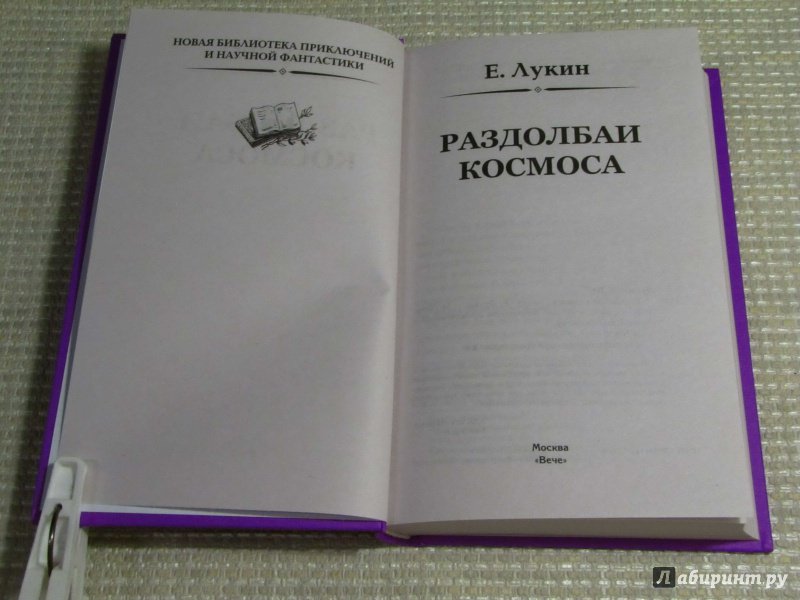 НОВАЯ БИБЛИОТЕКА ПРИКЛЮЧЕНИЙ
И НАУЧНОЙ ФАНТАСТИКИ
Е. Лукин
РАЗДОЛБАИ
КОСМОСА
Москва
«Вече»
Лабиринт.ру